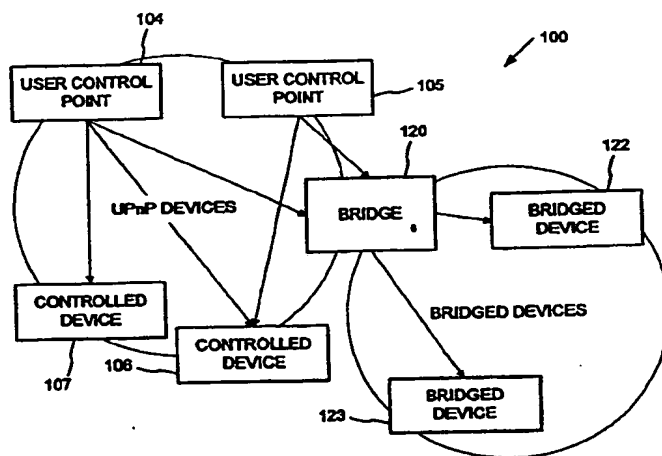 104
100
USER CONTROL
POINT
USER CONTROL
POINT
105
120
122
UPnP DEVICES
BRIDGE
BRIDGED
DEVICE
CONTROLLED
DEVICE
107
106
CONTROLLED
DEVICE
BRIDGED DEVICES
BRIDGED
DEVICE
123